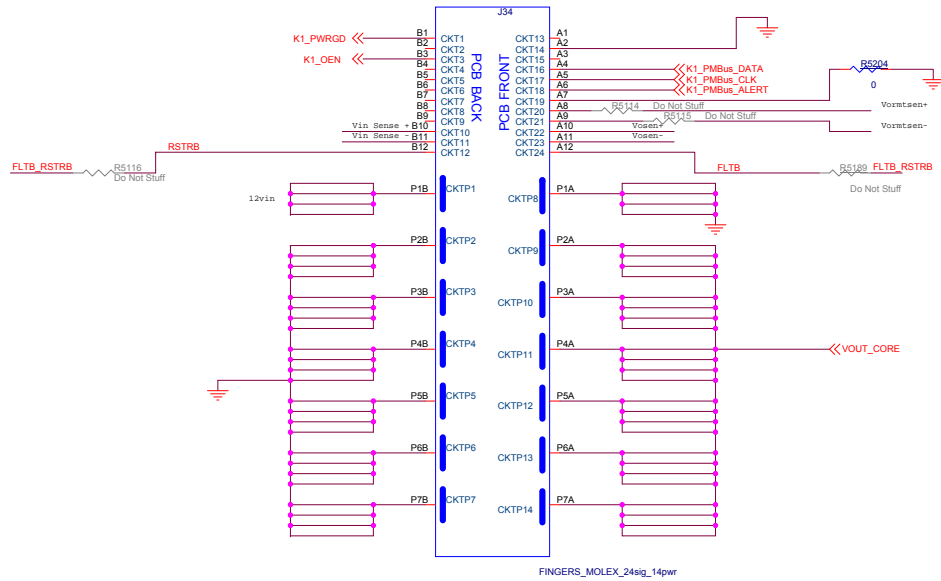 J34
K1_PWRGD
K1_OEN
B1
B2
B3
B4
B5
B6
B7
B8
B9
Vin Sense + B10
Vin Sense - B11
B12
CKT1
CKT2
CKT3
CKT4
CKT5
CKT6
CKT7
CKT8
CKT9
CKT10
CKT11
CKT12
PCB BACK
PCB FRONT
CKT13
CKT14
CKT15
CKT16
CKT17
CKT18
CKT19
CKT20
CKT21
CKT22
CKT23
CKT24
A1
A2
A3
A4
A5
A6
A7
A8
A9
A10
A11
A12
K1_PMBus_DATA
K1_PMBus_CLK
K1_PMBus_ALERT
R5204
0
R5114 Do Not Stuff
R5115 Do Not Stuff
Vormtsen+
Vormtsen-
Vosen+
Vosen-
RSTRB
FLTB_RSTRB
R5116
Do Not Stuff
FLTB
R5189
FLTB_RSTRB
Do Not Stuff
12vin
P1B CKTP1
P2B CKTP2
P3B CKTP3
P4B CKTP4
P5B CKTP5
P6B CKTP6
P7B CKTP7
CKTP8 P1A
CKTP9 P2A
CKTP10 P3A
CKTP11 P4A
CKTP12 P5A
CKTP13 P6A
CKTP14 P7A
VOUT_CORE
FINGERS_MOLEX_24sig_14pwr